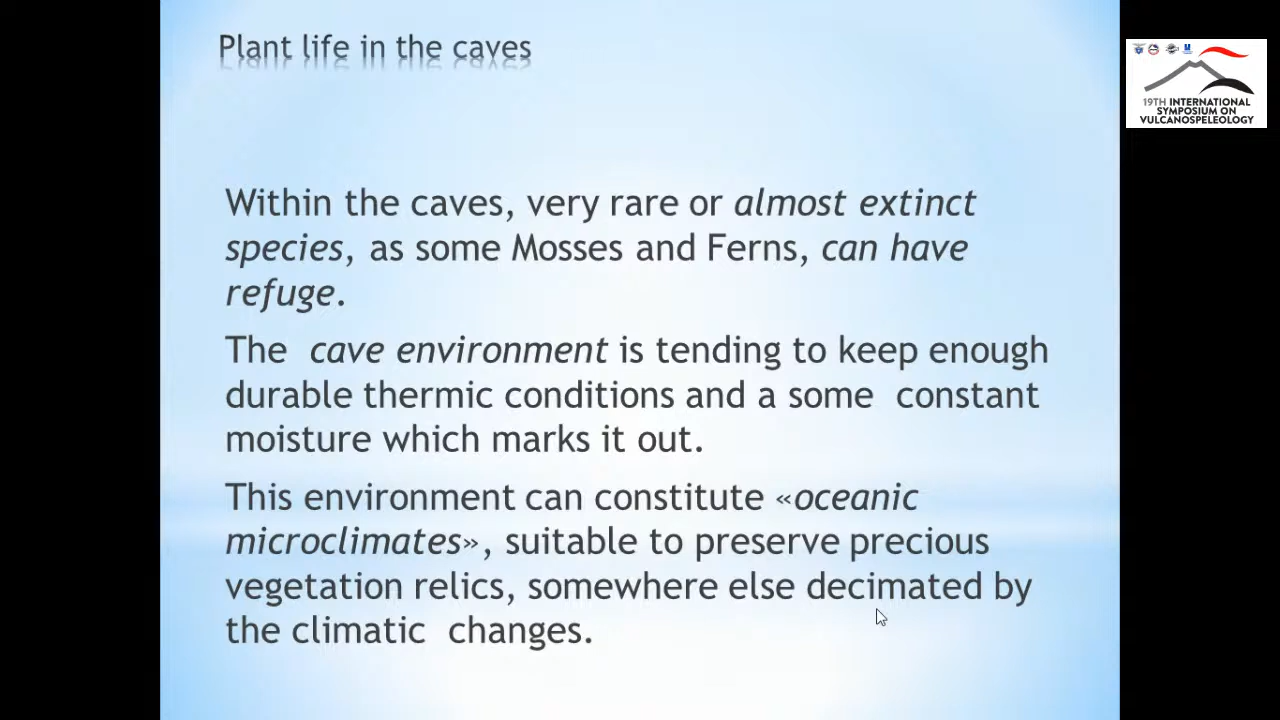 Plant life in the caves
19TH INTERNATIONAL
SYMPOSIUM ON
VULCANOSPELEOLOGY
Within the caves, very rare or almost extinct
species, as some Mosses and Ferns, can have
refuge.
The cave environment is tending to keep enough
durable thermic conditions and a some constant
moisture which marks it out.
This environment can constitute «oceanic
microclimates», suitable to preserve precious
vegetation relics, somewhere else decimated by
the climatic changes.